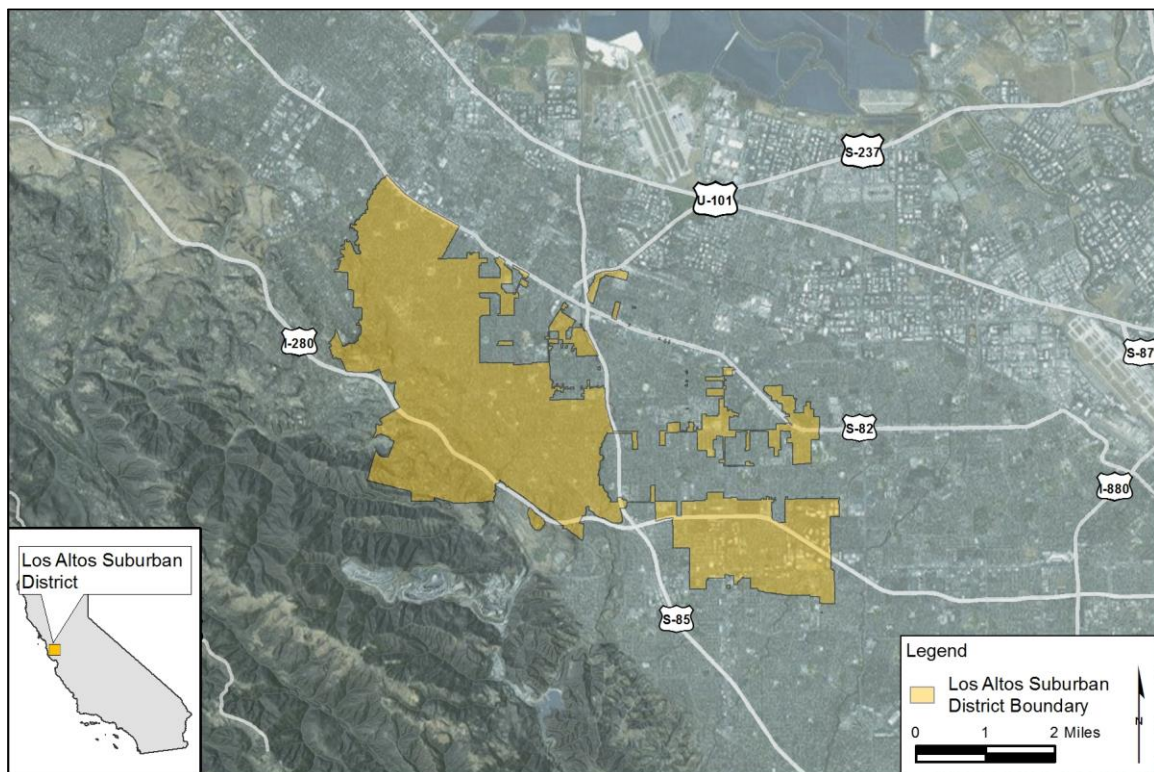 S-237
U-101
I-280
S-87
S-82
I-880
S-85
Los Altos Suburban
District
Legend
Los Altos Suburban
District Boundary
0 1 2 Miles
N